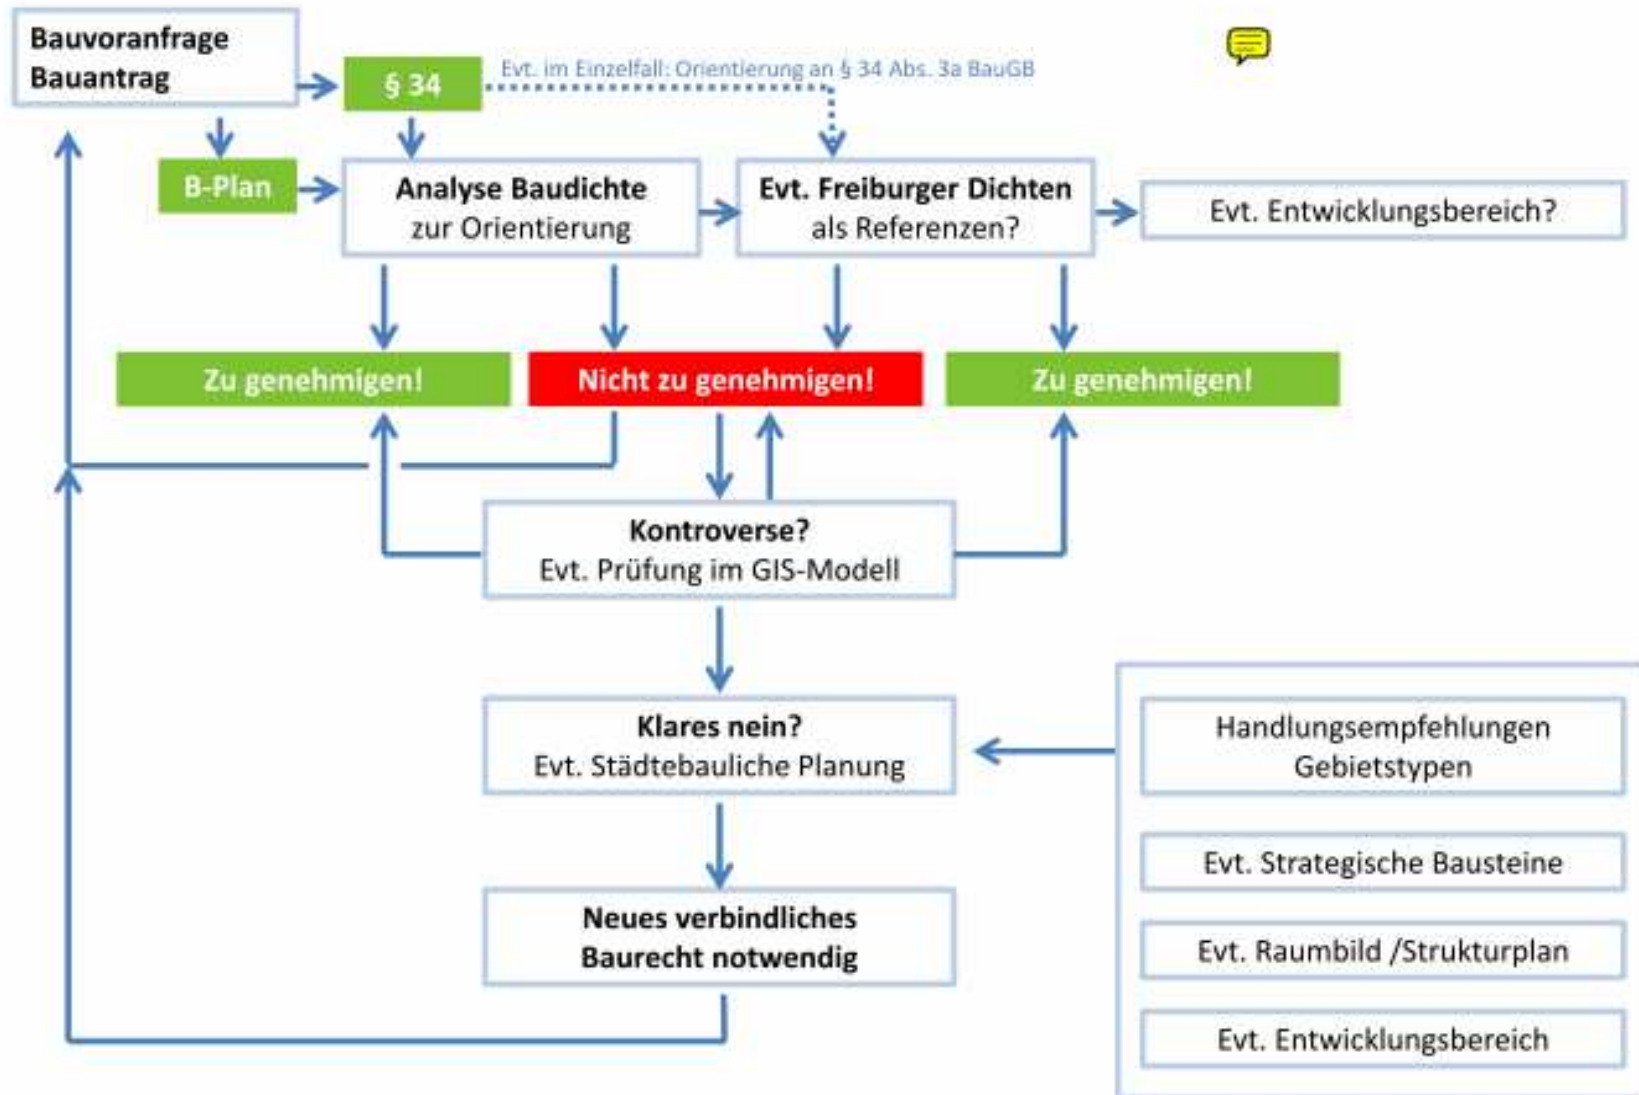 Bauvoranfrage
Bauantrag
§ 34
Evt. im Einzelfall: Orientierung an § 34 Abs. 3a BauGB
B-Plan
Analyse Baudichte
zur Orientierung
Evt. Freiburger Dichten
als Referenzen?
Evt. Entwicklungsbereich?
Zu genehmigen!
Nicht zu genehmigen!
Zu genehmigen!
Kontroverse?
Evt. Prüfung im GIS-Modell
Klares nein?
Evt. Städtebauliche Planung
Handlungsempfehlungen
Gebietstypen
Evt. Strategische Bausteine
Neues verbindliches
Baurecht notwendig
Evt. Raumbild /Strukturplan
Evt. Entwicklungsbereich